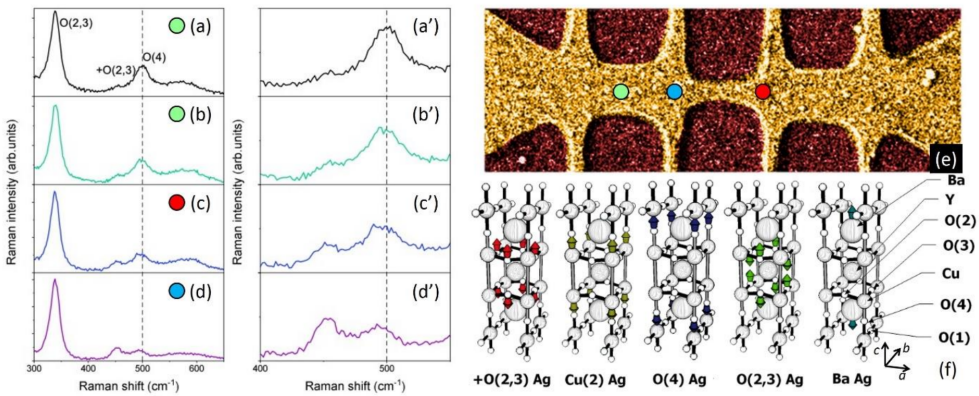 Raman intensity (arb.units)
O(2,3)
+O(2,3)
O(4)
(a)
(b)
(c)
(d)
300 400 500 600
Raman shift (cm-1)
Raman intensity (arb.units)
(a’)
(b’)
(c’)
(d’)
400 500
Raman shift (cm-1)
(e)
Ba
Y
O(2)
O(3)
Cu
O(4)
O(1)
c b
a
(f)
+O(2,3) Ag Cu(2) Ag O(4) Ag O(2,3) Ag Ba Ag